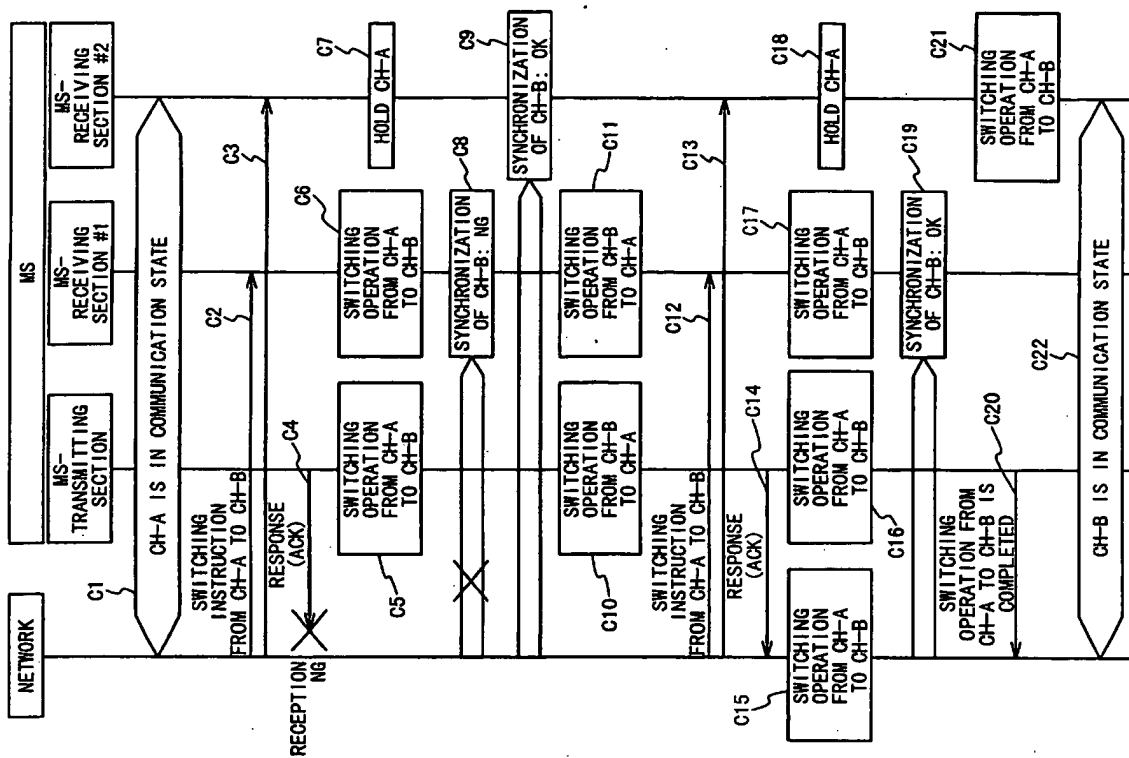 NETWORK
MS
MS-
TRANSMITTING
SECTION
MS-
RECEIVING
SECTION #1
MS-
RECEIVING
SECTION #2
C1
CH-A IS IN COMMUNICATION STATE
SWITCHING
INSTRUCTION
FROM CH-A TO CH-B
C2
C3
RESPONSE
(ACK)
C4
RECEPTION
NG
C5
SWITCHING
OPERATION
FROM CH-A
TO CH-B
C6
SWITCHING
OPERATION
FROM CH-A
TO CH-B
C7
HOLD CH-A
C8
SYNCHRONIZATION
OF CH-B: NG
C9
SYNCHRONIZATION
OF CH-B: OK
C10
SWITCHING
OPERATION
FROM CH-B
TO CH-A
C11
SWITCHING
OPERATION
FROM CH-B
TO CH-A
SWITCHING
INSTRUCTION
FROM CH-A TO CH-B
C12
C13
RESPONSE
(ACK)
C14
C15
SWITCHING
OPERATION
FROM CH-A
TO CH-B
C16
SWITCHING
OPERATION
FROM CH-A
TO CH-B
C17
SWITCHING
OPERATION
FROM CH-A
TO CH-B
C18
HOLD CH-A
C19
SYNCHRONIZATION
OF CH-B: OK
SWITCHING
OPERATION FROM
CH-A TO CH-B IS
COMPLETED
C20
C21
SWITCHING
OPERATION
FROM CH-A
TO CH-B
C22
CH-B IS IN COMMUNICATION STATE